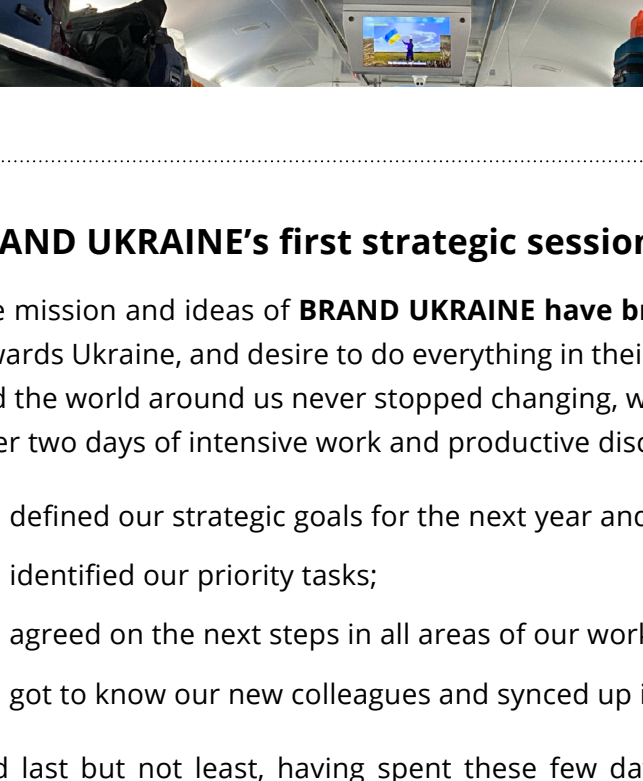 AND UKRAINE’s first strategic session
mission and ideas of BRAND UKRAINE have
wards Ukraine, and desire to do everything in thei
the world around us never stopped changing,
two days of intensive work and productive disc
defined our strategic goals for the next year and
identified our priority tasks;
agreed on the next steps in all areas of our work
got to know our new colleagues and synced up
last but not least, having spent these few da